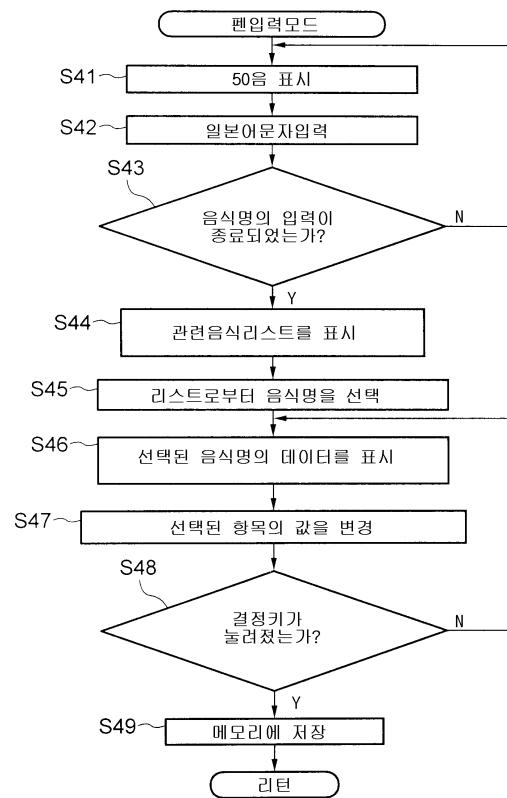 펜입력모드
S41
50음 표시
S42
일본어문자입력
S43
음식명의 입력이
종료되었는가?
N
Y
S44
관련음식리스트를 표시
S45
리스트로부터 음식명을 선택
S46
선택된 음식명의 데이터를 표시
S47
선택된 항목의 값을 변경
S48
결정키가
눌려졌는가?
N
Y
S49
메모리에 저장
리턴